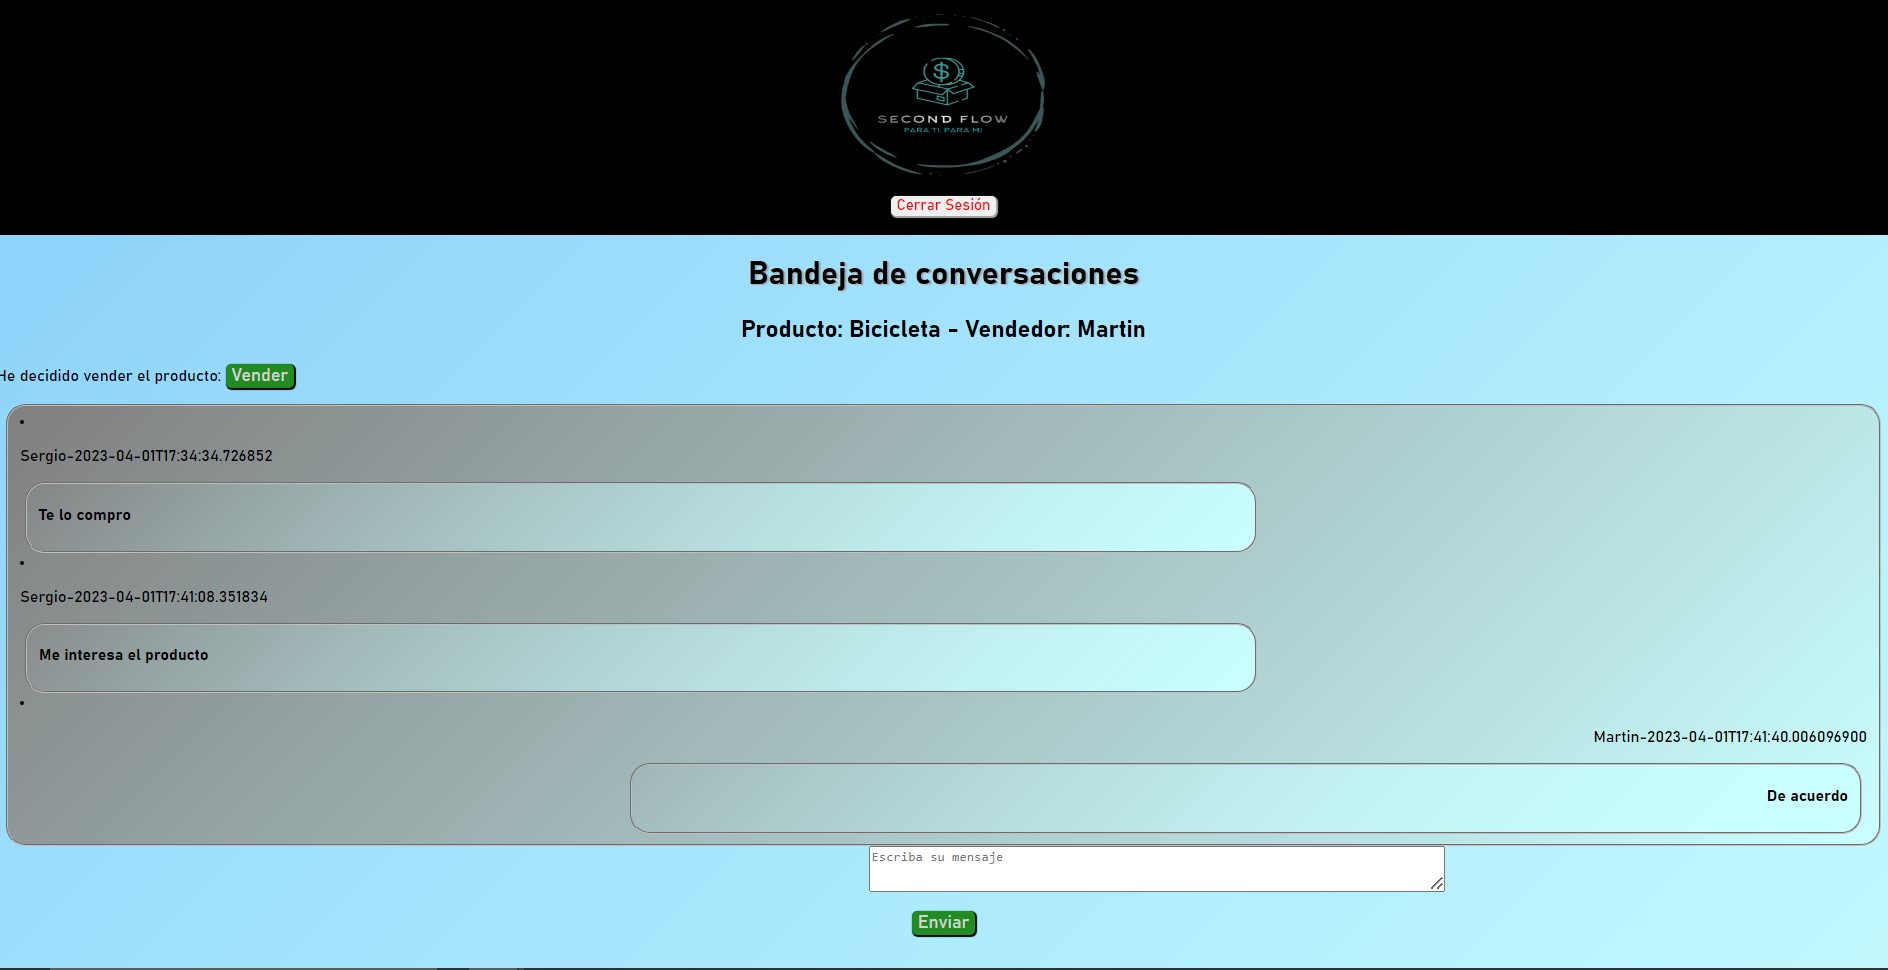 SECOND FLOW
PARA TI, PARA MI
Cerrar Sesión
Bandeja de conversaciones
Producto: Bicicleta - Vendedor: Martin
He decidido vender el producto: Vender
Sergio-2023-04-01T17:34:34.726852
Te lo compro
Sergio-2023-04-01T17:41:08.351834
Me interesa el producto
Martin-2023-04-01T17:41:40.006096900
De acuerdo
Escriba su mensaje
Enviar